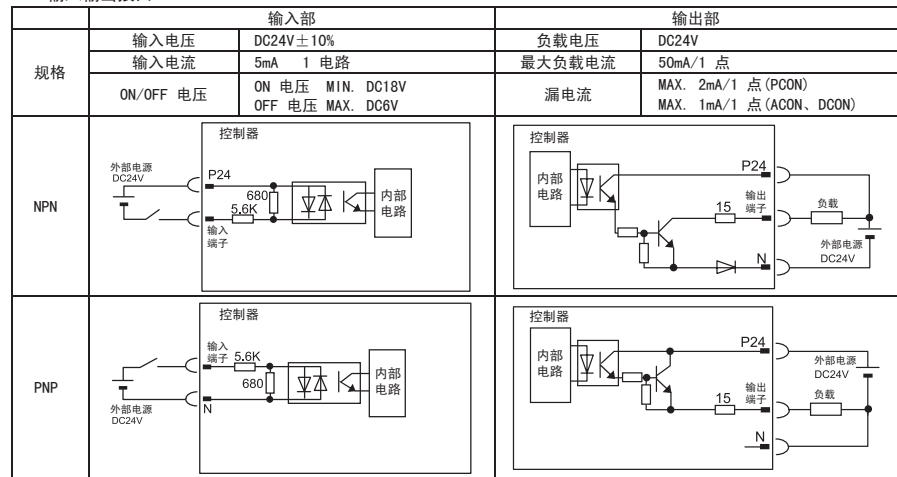 输入部 输出部
规格 输入电压 DC24V±10% 负载电压 DC24V
输入电流 5mA 1 电路 最大负载电流 50mA/1 点
ON/OFF 电压 ON 电压 MIN. DC18V
OFF 电压 MAX. DC6V
漏电流 MAX. 2mA/1 点(PCON)
MAX. 1mA/1 点(ACON、DCON)
NPN
控制器
外部电源
DC24V
P24
680
5.6K
输入
端子
内部
电路
控制器
内部
电路
P24
15
输出
端子
负载
外部电源
DC24V
N
PNP
控制器
输入
端子
5.6K
680
内部
电路
外部电源
DC24V
N
控制器
内部
电路
P24
外部电源
DC24V
15
输出
端子
负载
N